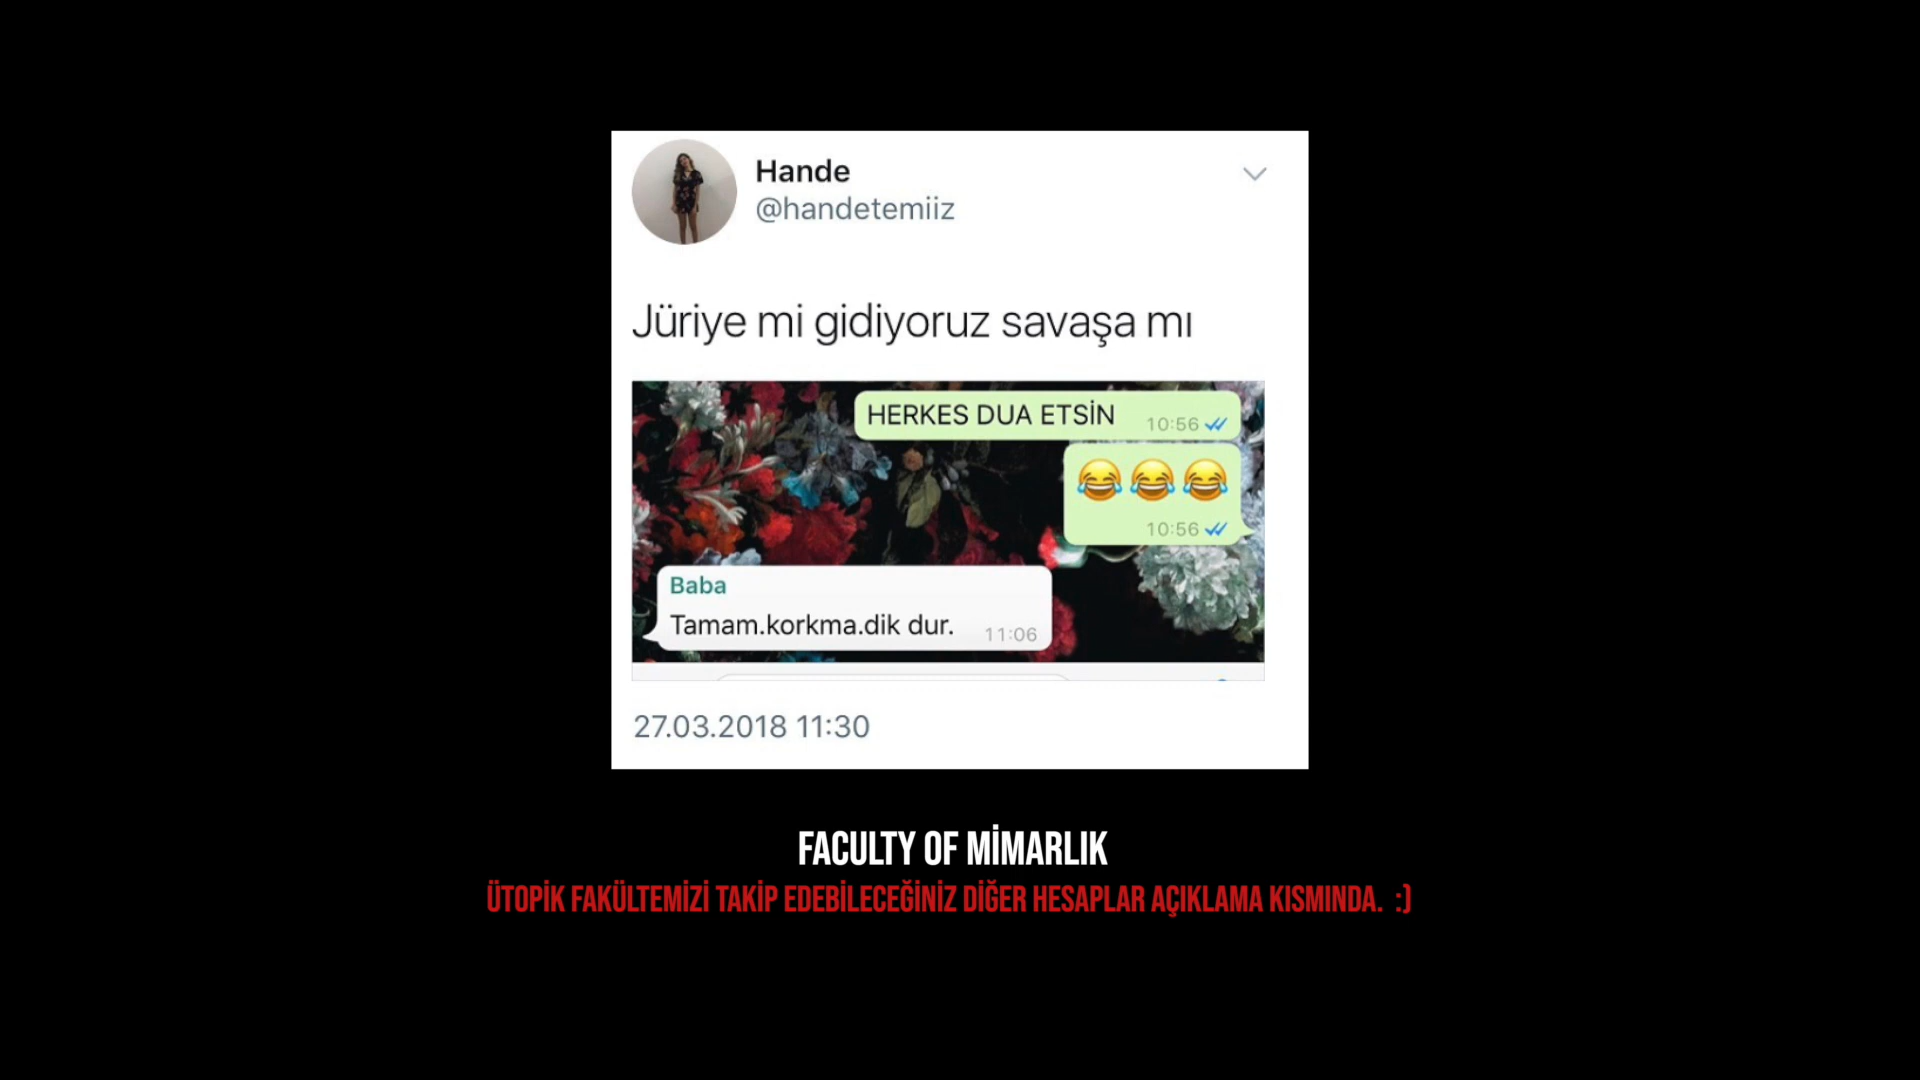 Hande
@handetemiiz
Jüriye mi gidiyoruz savaşa mı
HERKES DUA ETSİN 10:56
😂😂😂
10:56
Baba
Tamam.korkma.dik dur. 11:06
27.03.2018 11:30
FACULTY OF MİMARLIK
ÜTOPİK FAKÜLTEMİZİ TAKİP EDEBİLECEĞİNİZ DİĞER HESAPLAR AÇIKLAMA KISMINDA. :)